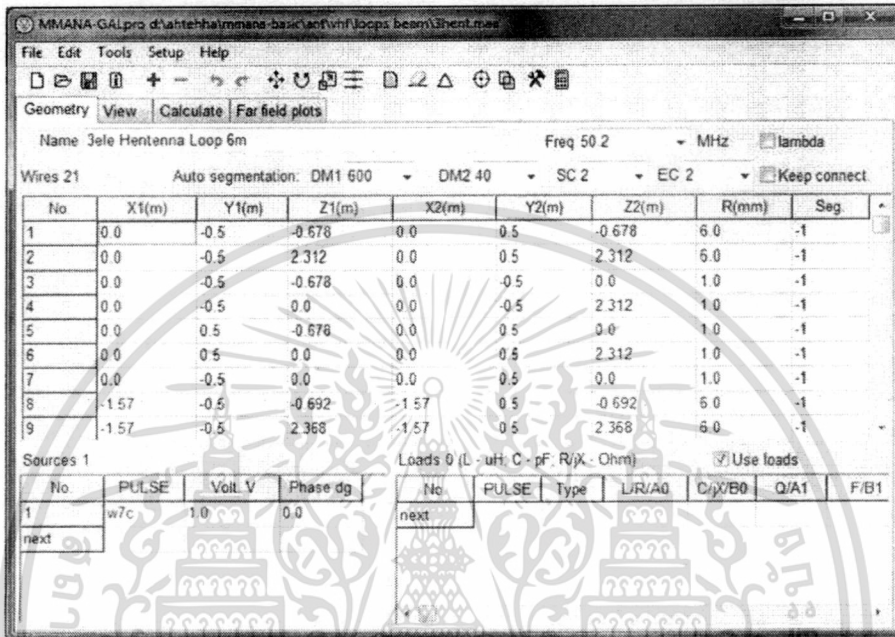 MMANA-GALpro d:\ahtehha\mmana-basic\ant\vhf\loops beam\3hent.maa
File Edit Tools Setup Help
Geometry View Calculate Far field plots
Name 3ele Hentenna Loop 6m Freq 50.2 MHz lambda
Wires 21 Auto segmentation: DM1 600 DM2 40 SC 2 EC 2 Keep connect.
No. X1(m) Y1(m) Z1(m) X2(m) Y2(m) Z2(m) R(mm) Seg.
1 0.0 -0.5 -0.678 0.0 0.5 -0.678 6.0 -1
2 0.0 -0.5 2.312 0.0 0.5 2.312 6.0 -1
3 0.0 -0.5 -0.678 0.0 -0.5 0.0 1.0 -1
4 0.0 -0.5 0.0 0.0 -0.5 2.312 1.0 -1
5 0.0 0.5 -0.678 0.0 0.5 0.0 1.0 -1
6 0.0 0.5 0.0 0.0 0.5 2.312 1.0 -1
7 0.0 -0.5 0.0 0.0 0.5 0.0 1.0 -1
8 -1.57 -0.5 -0.692 -1.57 0.5 -0.692 6.0 -1
9 -1.57 -0.5 2.368 -1.57 0.5 2.368 6.0 -1
Sources 1 Loads 0 (L - uH; C - pF; R/jX - Ohm) Use loads
No. PULSE Volt. V Phase dg No. PULSE Type L/R/A0 C/jX/B0 Q/A1 F/B1
1 w7c 1.0 0.0 next
next